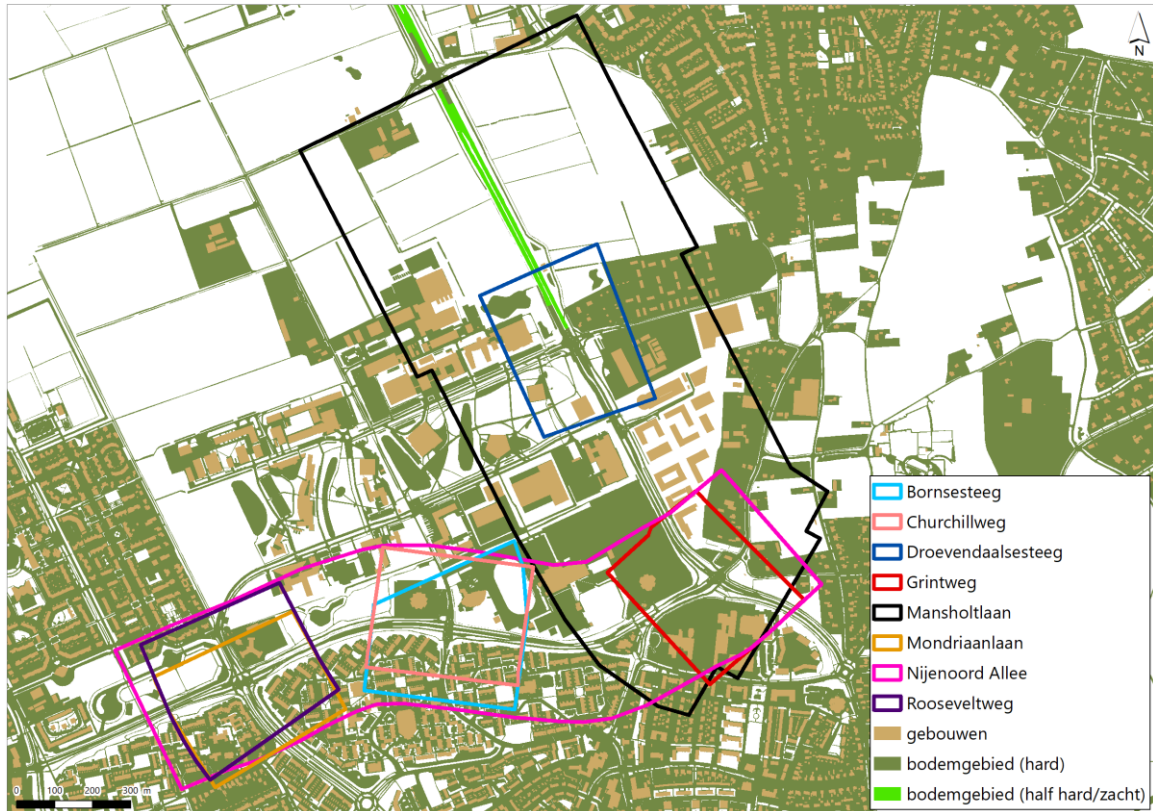 N
Bornsesteeg
Churchillweg
Droevendaalsesteeg
Grintweg
Mansholtlaan
Mondriaanlaan
Nijenoord Allee
Rooseveltweg
gebouwen
bodemgebied (hard)
bodemgebied (half hard/zacht)
0 100 200 300 m